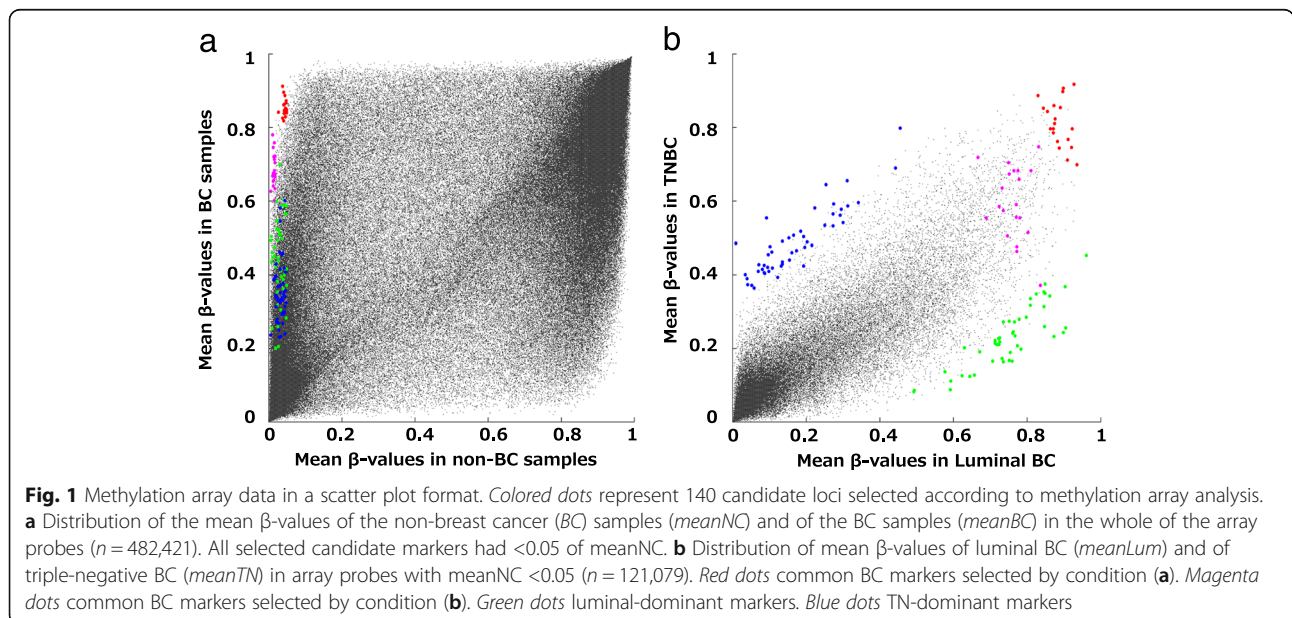 a
b
1
0.8
0.6
0.4
0.2
0
Mean β-values in BC samples
0
0.2
0.4
0.6
0.8
1
Mean β-values in non-BC samples
1
0.8
0.6
0.4
0.2
0
Mean β-values in TNBC
0
0.2
0.4
0.6
0.8
1
Mean β-values in Luminal BC
Fig. 1 Methylation array data in a scatter plot format. Colored dots represent 140 candidate loci selected according to methylation array analysis.
a Distribution of the mean β-values of the non-breast cancer (BC) samples (meanNC) and of the BC samples (meanBC) in the whole of the array
probes (n = 482,421). All selected candidate markers had <0.05 of meanNC. b Distribution of mean β-values of luminal BC (meanLum) and of
triple-negative BC (meanTN) in array probes with meanNC <0.05 (n = 121,079). Red dots common BC markers selected by condition (a). Magenta
dots common BC markers selected by condition (b). Green dots luminal-dominant markers. Blue dots TN-dominant markers